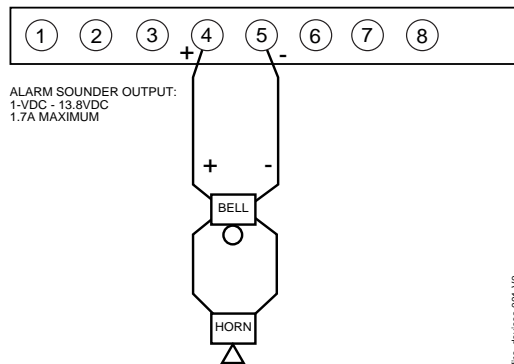 1 2 3 4 5 6 7 8
+ -
ALARM SOUNDER OUTPUT:
1-VDC - 13.8VDC
1.7A MAXIMUM
+ -
BELL
HORN